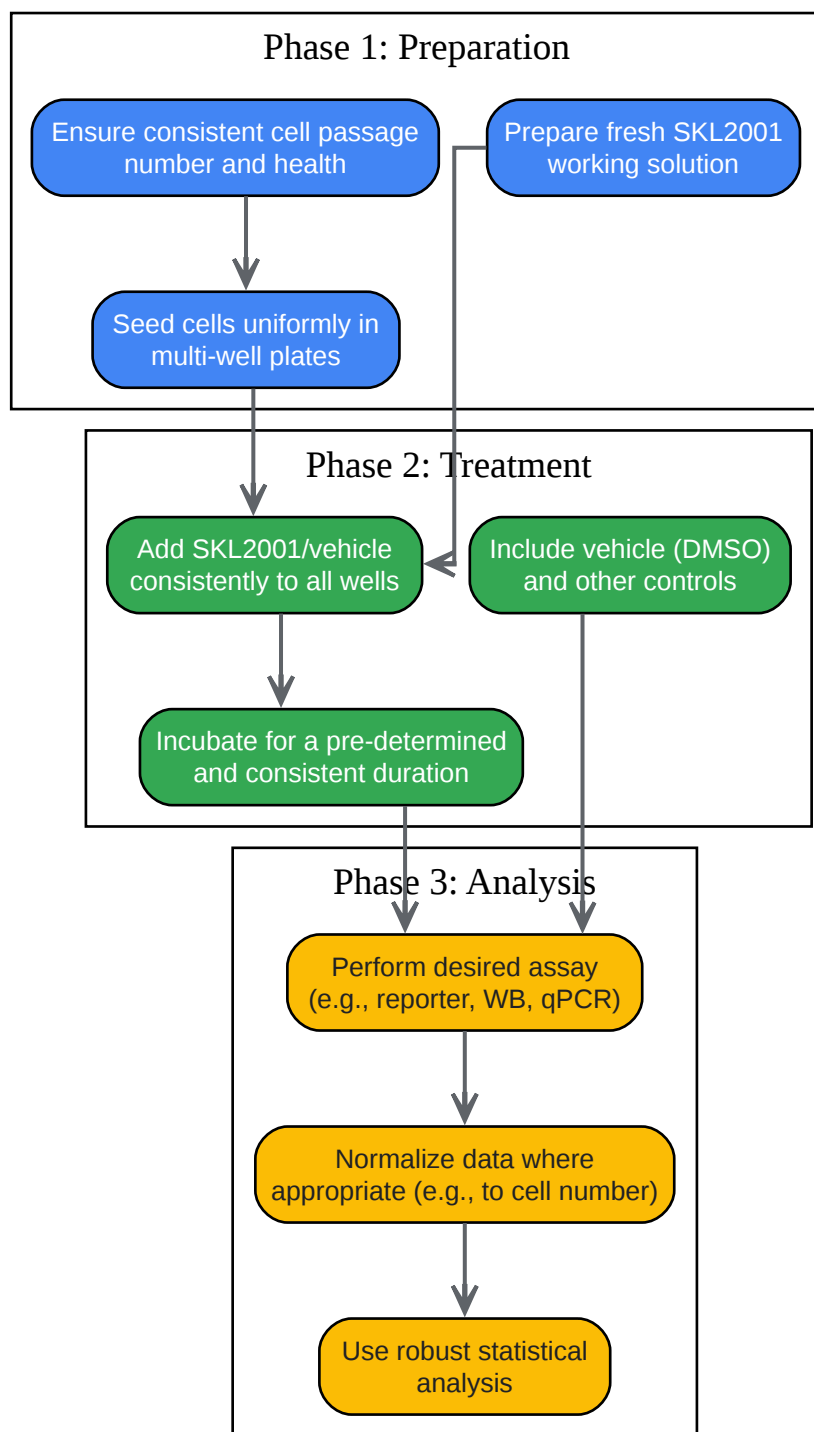 Phase 1: Preparation
Ensure consistent cell passage
number and health
Prepare fresh SKL2001
working solution
Seed cells uniformly in
multi-well plates
Phase 2: Treatment
Add SKL2001/vehicle
consistently to all wells
Include vehicle (DMSO)
and other controls
Incubate for a pre-determined
and consistent duration
Phase 3: Analysis
Perform desired assay
(e.g., reporter, WB, qPCR)
Normalize data where
appropriate (e.g., to cell number)
Use robust statistical
analysis